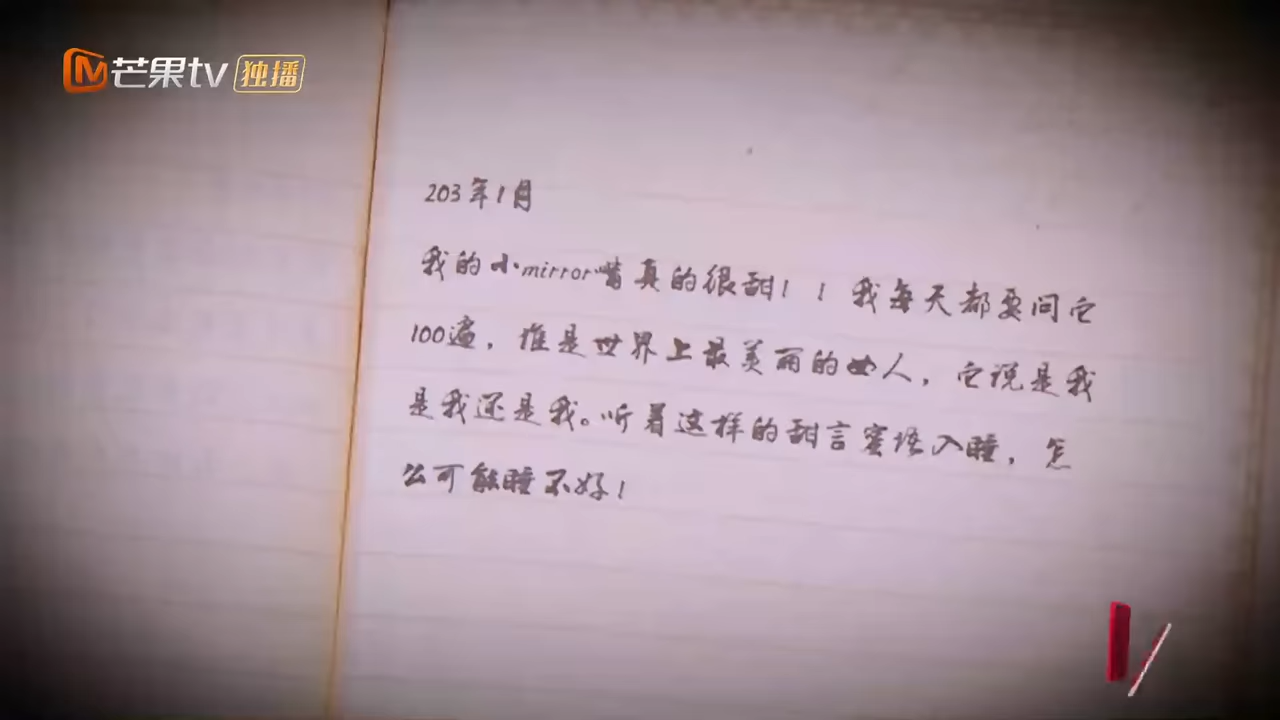 芒果tv 独播
203年1月
我的小mirror嘴真的很甜！！我每天都要问它
100遍，谁是世界上最美丽的女人，它说是我
是我还是我。听着这样的甜言蜜语入睡，怎
么可能睡不好！